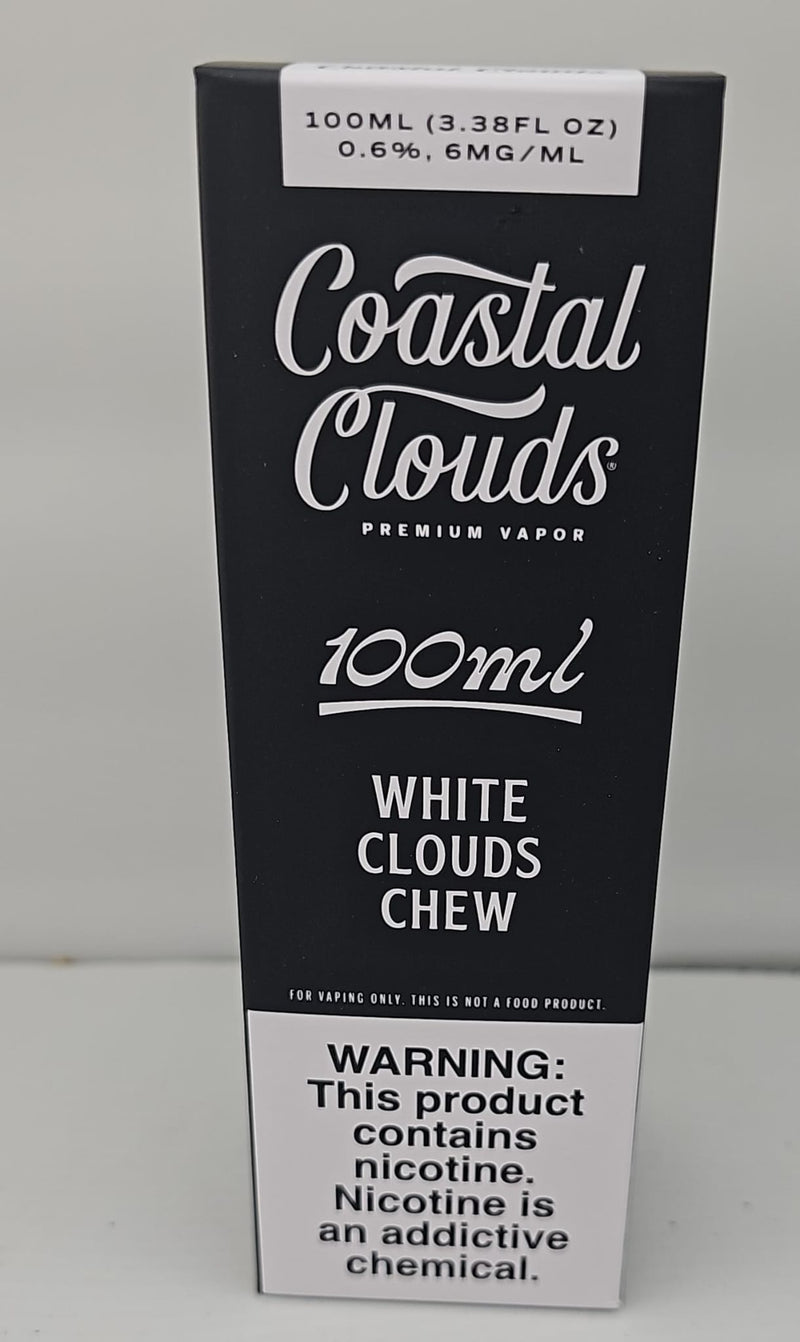 100ML (3.38FL OZ)
0.6%, 6MG/ML
Coastal
Clouds®
PREMIUM VAPOR
100ml
WHITE
CLOUDS
CHEW
FOR VAPING ONLY. THIS IS NOT A FOOD PRODUCT.
WARNING:
This product
contains
nicotine.
Nicotine is
an addictive
chemical.